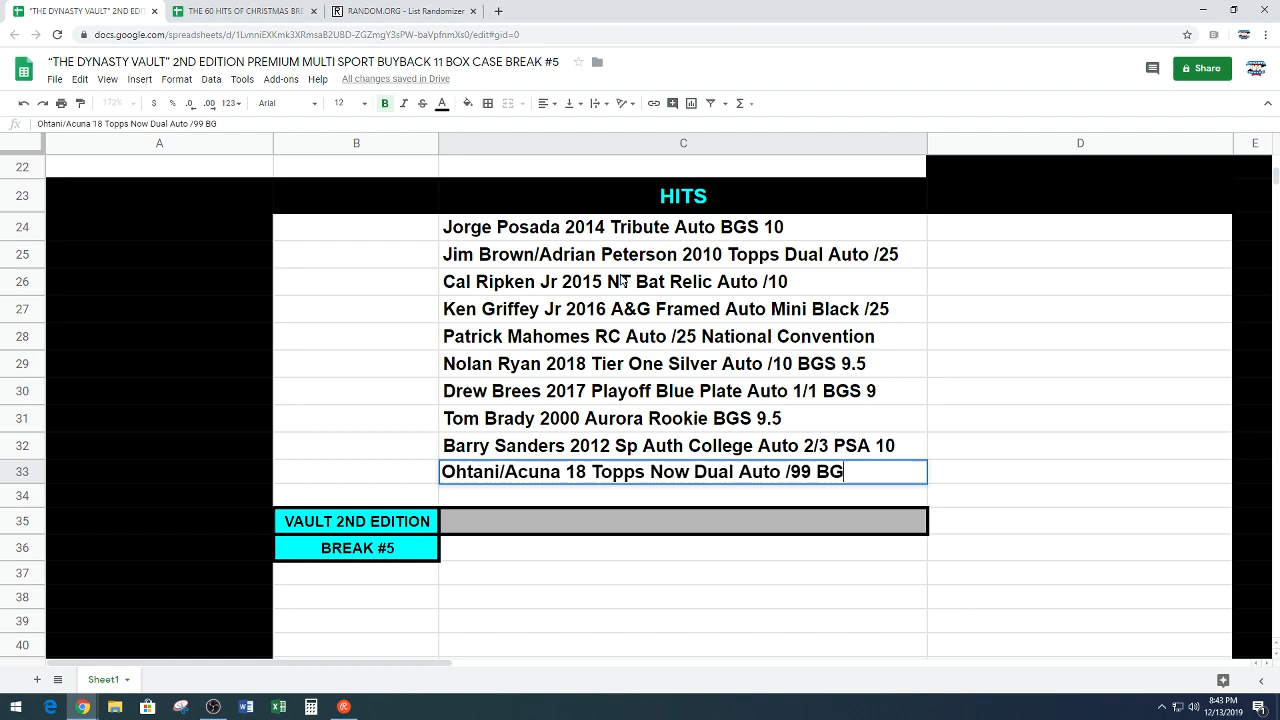 "THE DYNASTY VAULT" 2ND EDI
THE 60 HITS OF CHRISTMAS BRE
RANDOM.ORG - List Randomizer
docs.google.com/spreadsheets/d/1LvnniEXKmk3XRmsaB2UBD-ZGZmgY3sPW-baVpfnmXs0/edit#gid=0
"THE DYNASTY VAULT" 2ND EDITION PREMIUM MULTI SPORT BUYBACK 11 BOX CASE BREAK #5
File Edit View Insert Format Data Tools Add-ons Help All changes saved in Drive
Share
172% $ % .0 .00 123 Arial 12 B I S A
fx Ohtani/Acuna 18 Topps Now Dual Auto /99 BG
A B C D E
22
23 HITS
24 Jorge Posada 2014 Tribute Auto BGS 10
25 Jim Brown/Adrian Peterson 2010 Topps Dual Auto /25
26 Cal Ripken Jr 2015 NT Bat Relic Auto /10
27 Ken Griffey Jr 2016 A&G Framed Auto Mini Black /25
28 Patrick Mahomes RC Auto /25 National Convention
29 Nolan Ryan 2018 Tier One Silver Auto /10 BGS 9.5
30 Drew Brees 2017 Playoff Blue Plate Auto 1/1 BGS 9
31 Tom Brady 2000 Aurora Rookie BGS 9.5
32 Barry Sanders 2012 Sp Auth College Auto 2/3 PSA 10
33 Ohtani/Acuna 18 Topps Now Dual Auto /99 BG
34
35 VAULT 2ND EDITION
36 BREAK #5
37
38
39
40
Sheet1
8:43 PM
12/13/2019